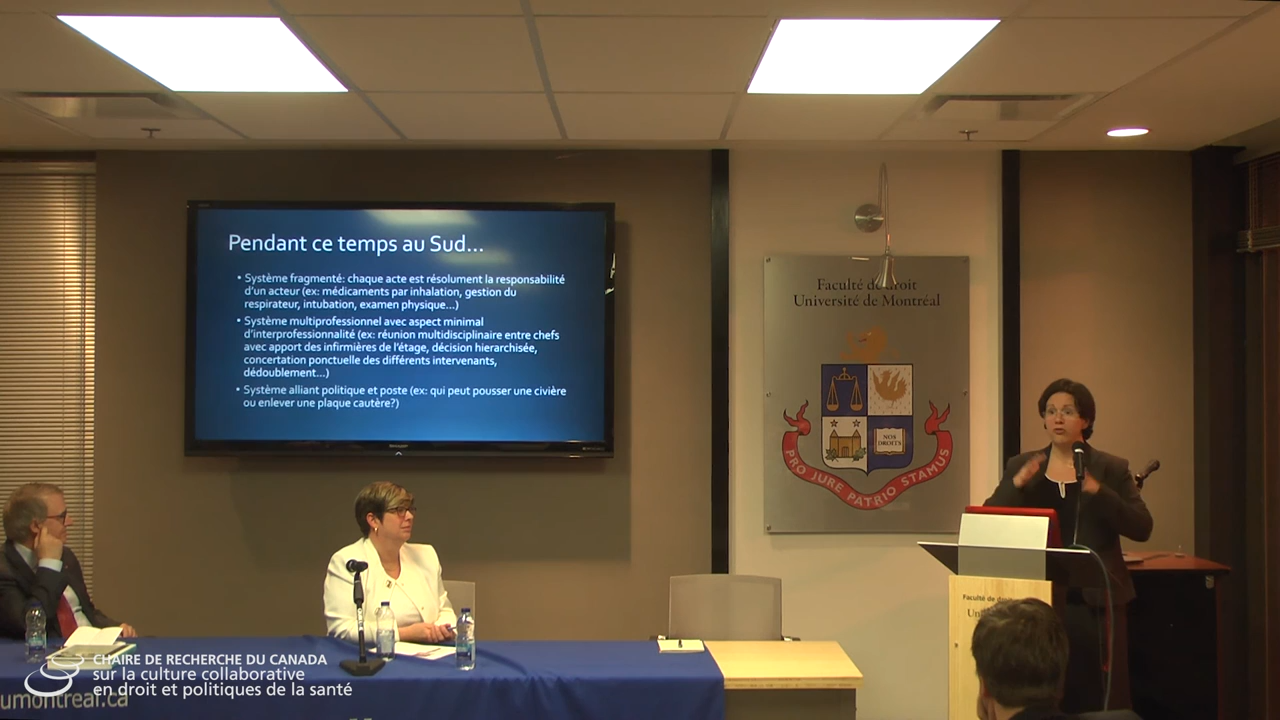 Pendant ce temps au Sud...
• Système fragmenté: chaque acte est résolument la responsabilité
d'un acteur (ex: médicaments par inhalation, gestion du
respirateur, intubation, examen physique...)
• Système multiprofessionnel avec aspect minimal
d'interprofessionnalité (ex: réunion multidisciplinaire entre chefs
avec apport des infirmières de l'étage, décision hierarchisée,
concertation ponctuelle des différents intervenants,
dédoublement...)
• Système alliant politique et poste (ex: qui peut pousser une civière
ou enlever une plaque cautère?)
Faculté de droit
Université de Montréal
NOS
DROITS
PRO JURE PATRIO STAMUS
Faculté de droit
CHAIRE DE RECHERCHE DU CANADA
sur la culture collaborative
en droit et politiques de la santé
umontreal.ca